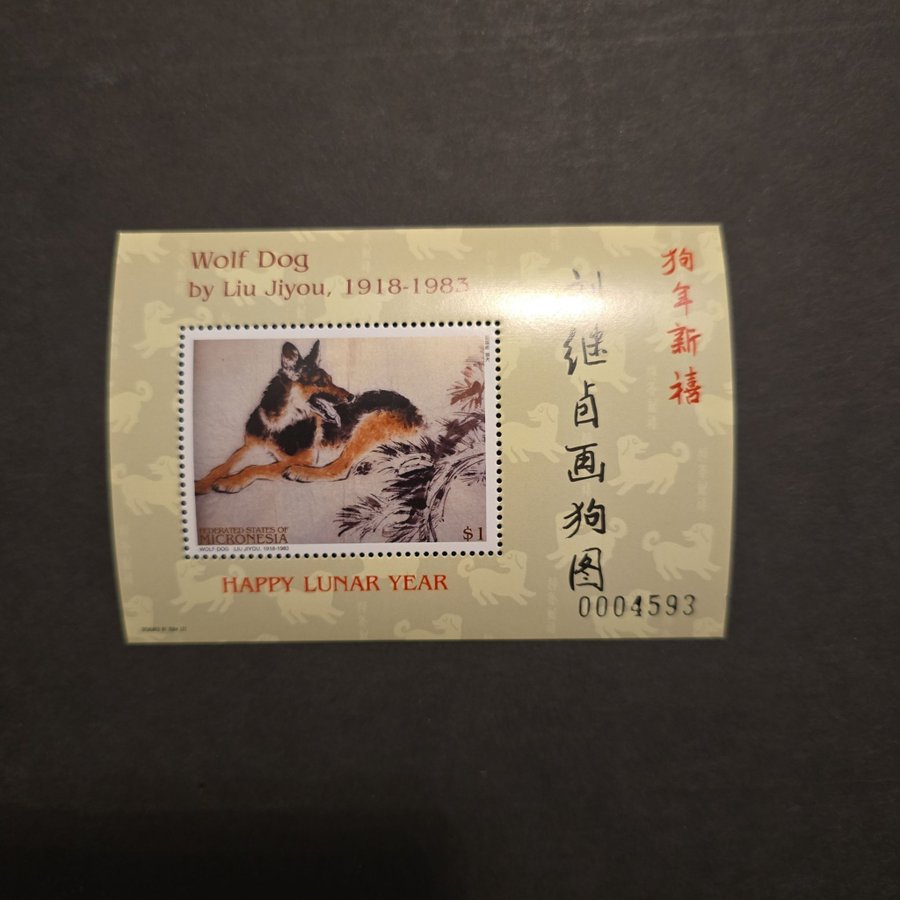 Wolf Dog
by Liu Jiyou, 1918-1983
FEDERATED STATES OF
MICRONESIA
$1
WOLF DOG LIU JIYOU, 1918-1983
HAPPY LUNAR YEAR
狗年新禧
刘继卣画狗图
0004593